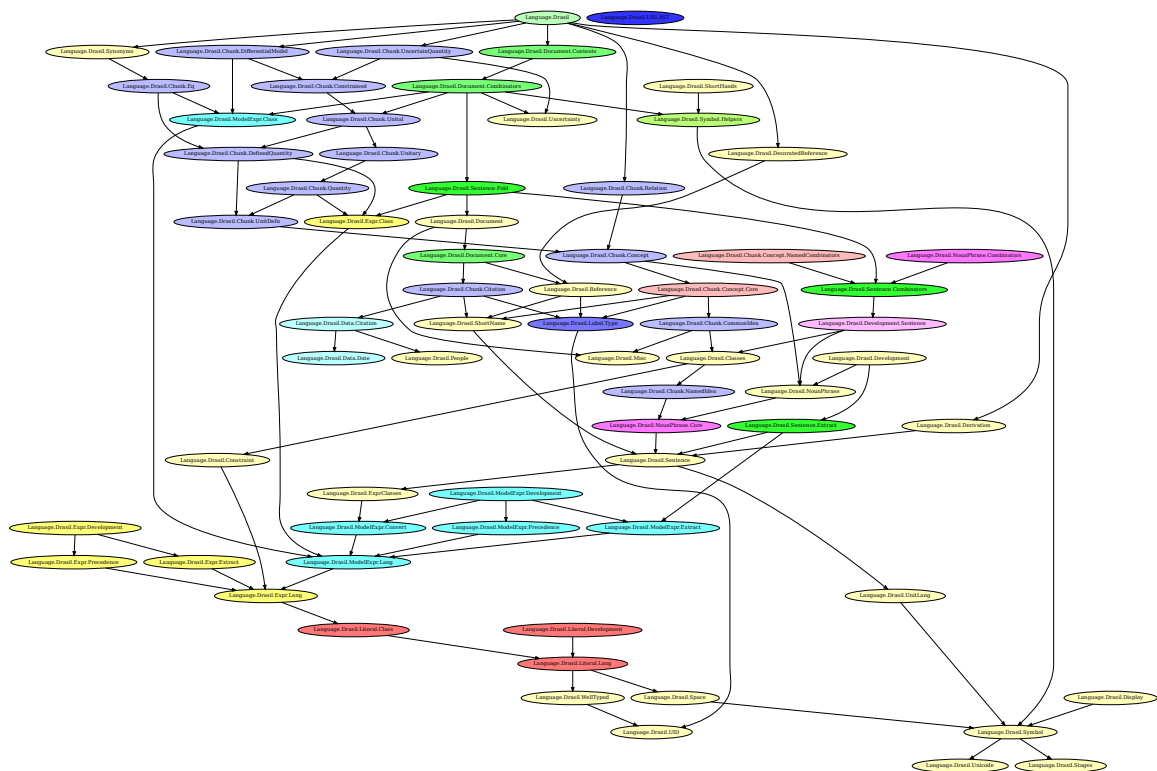 Language.Drasil
Language.Drasil.URI.AST
Language.Drasil.Synonyms
Language.Drasil.Chunk.DifferentialModel
Language.Drasil.Chunk.UncertainQuantity
Language.Drasil.Document.Contents
Language.Drasil.Chunk.Eq
Language.Drasil.Chunk.Constrained
Language.Drasil.Document.Combinators
Language.Drasil.ShortHands
Language.Drasil.ModelExpr.Class
Language.Drasil.Chunk.Unital
Language.Drasil.Uncertainty
Language.Drasil.Symbol.Helpers
Language.Drasil.Chunk.DefinedQuantity
Language.Drasil.Chunk.Unitary
Language.Drasil.DecoratedReference
Language.Drasil.Chunk.Quantity
Language.Drasil.Sentence.Fold
Language.Drasil.Chunk.Relation
Language.Drasil.Chunk.UnitDefn
Language.Drasil.Expr.Class
Language.Drasil.Document
Language.Drasil.Document.Core
Language.Drasil.Chunk.Concept
Language.Drasil.Chunk.Concept.NamedCombinators
Language.Drasil.NounPhrase.Combinators
Language.Drasil.Chunk.Citation
Language.Drasil.Reference
Language.Drasil.Chunk.Concept.Core
Language.Drasil.Sentence.Combinators
Language.Drasil.Data.Citation
Language.Drasil.ShortName
Language.Drasil.Label.Type
Language.Drasil.Chunk.CommonIdea
Language.Drasil.Development.Sentence
Language.Drasil.Data.Date
Language.Drasil.People
Language.Drasil.Misc
Language.Drasil.Classes
Language.Drasil.Development
Language.Drasil.Chunk.NamedIdea
Language.Drasil.NounPhrase
Language.Drasil.NounPhrase.Core
Language.Drasil.Sentence.Extract
Language.Drasil.Derivation
Language.Drasil.Constraint
Language.Drasil.Sentence
Language.Drasil.ExprClasses
Language.Drasil.ModelExpr.Development
Language.Drasil.Expr.Development
Language.Drasil.ModelExpr.Convert
Language.Drasil.ModelExpr.Precedence
Language.Drasil.ModelExpr.Extract
Language.Drasil.Expr.Precedence
Language.Drasil.Expr.Extract
Language.Drasil.ModelExpr.Lang
Language.Drasil.Expr.Lang
Language.Drasil.UnitLang
Language.Drasil.Literal.Class
Language.Drasil.Literal.Development
Language.Drasil.Literal.Lang
Language.Drasil.WellTyped
Language.Drasil.Space
Language.Drasil.Display
Language.Drasil.UID
Language.Drasil.Symbol
Language.Drasil.Unicode
Language.Drasil.Stages